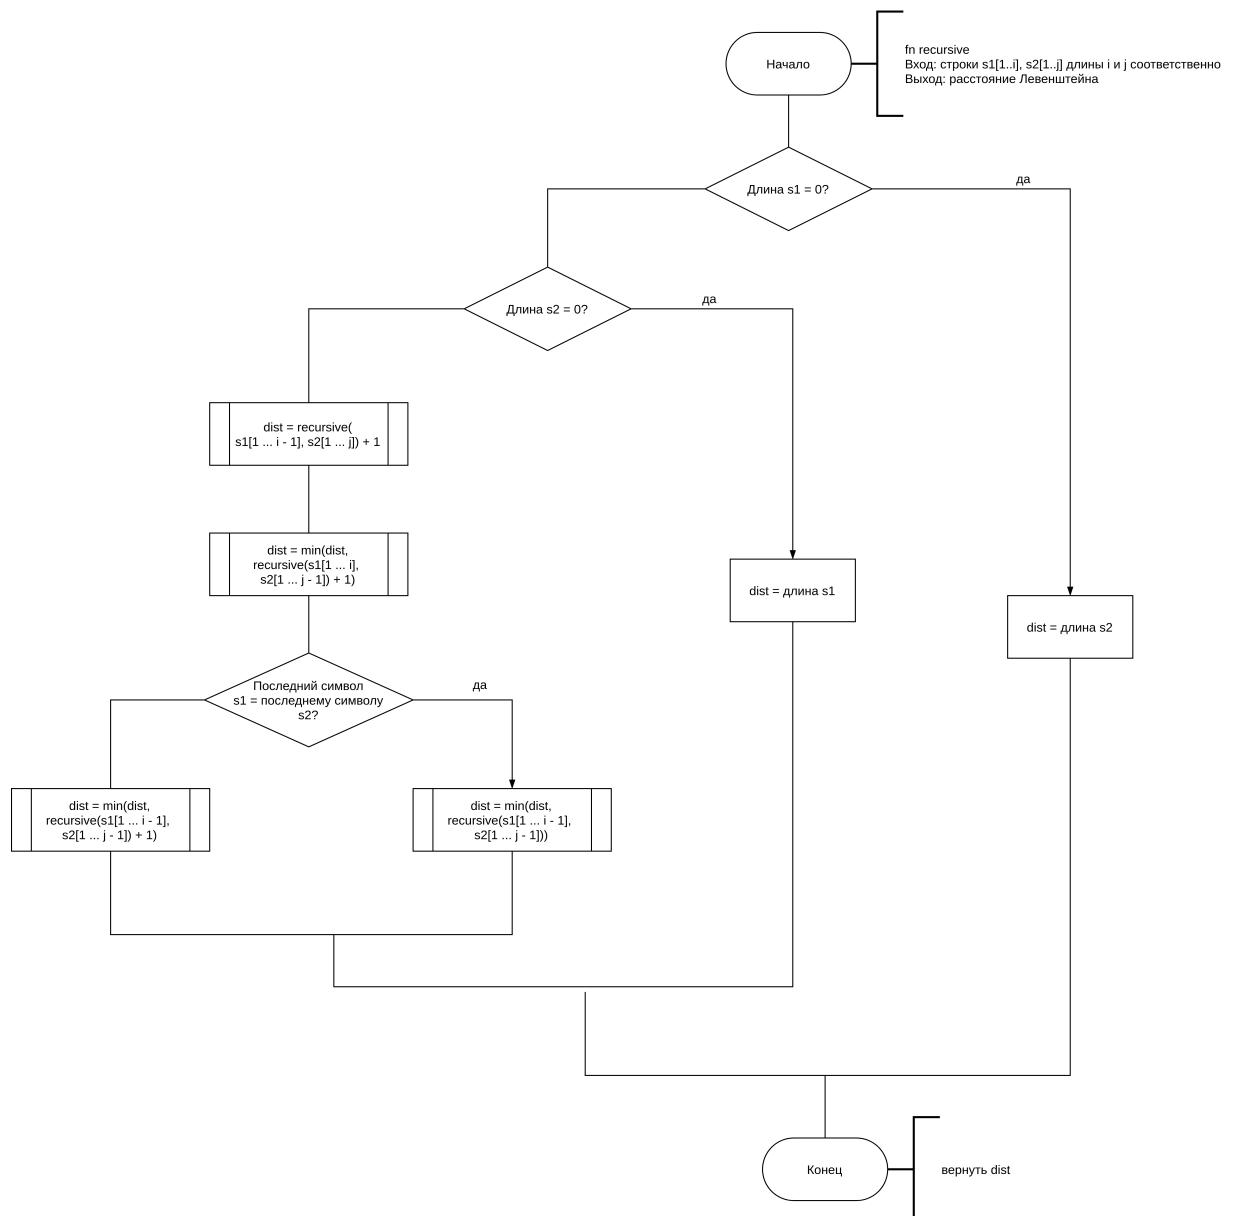 Начало
fn recursive
Вход: строки s1[1..i], s2[1..j] длины i и j соответственно
Выход: расстояние Левенштейна
Длина s1 = 0?
да
Длина s2 = 0?
да
dist = recursive(
s1[1 ... i - 1], s2[1 ... j]) + 1
dist = min(dist,
recursive(s1[1 ... i],
s2[1 ... j - 1]) + 1)
dist = длина s1
dist = длина s2
Последний символ
s1 = последнему символу
s2?
да
dist = min(dist,
recursive(s1[1 ... i - 1],
s2[1 ... j - 1]) + 1)
dist = min(dist,
recursive(s1[1 ... i - 1],
s2[1 ... j - 1]))
Конец
вернуть dist